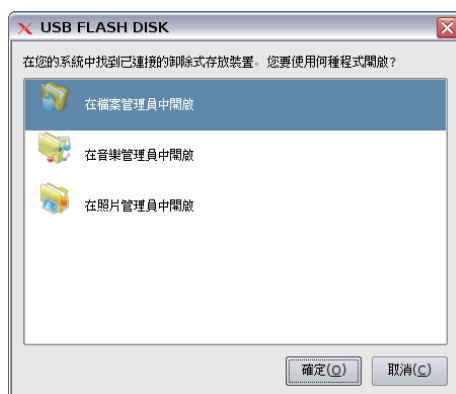 USB FLASH DISK
在您的系統中找到已連接的卸除式存放裝置。您要使用何種程式開啟?
在檔案管理員中開啟
在音樂管理員中開啟
在照片管理員中開啟
確定(O) 取消(C)